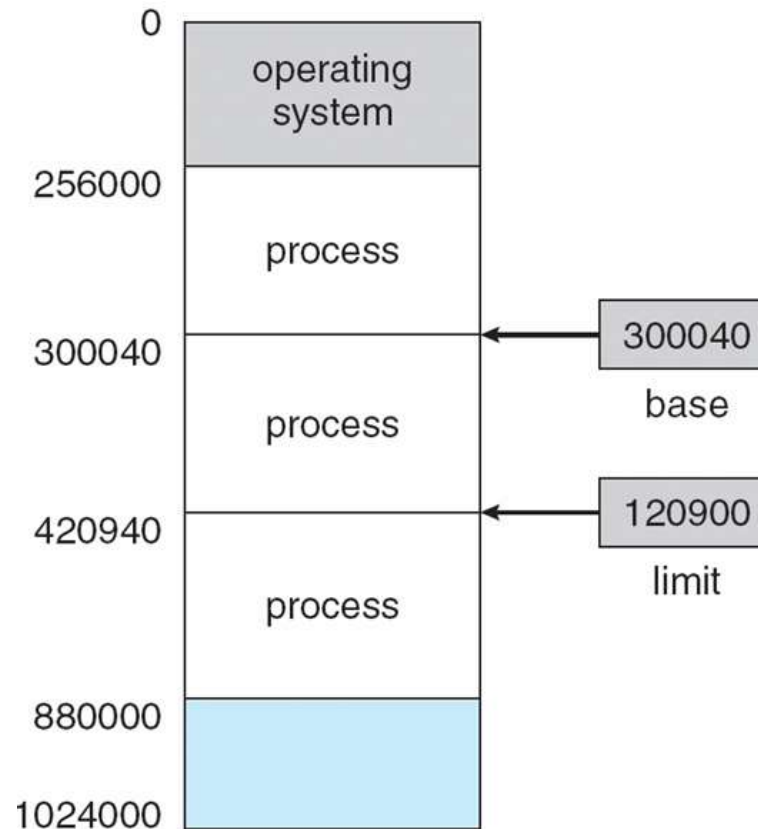 0
operating
system
256000
process
300040
300040
base
process
420940
120900
limit
process
880000
1024000